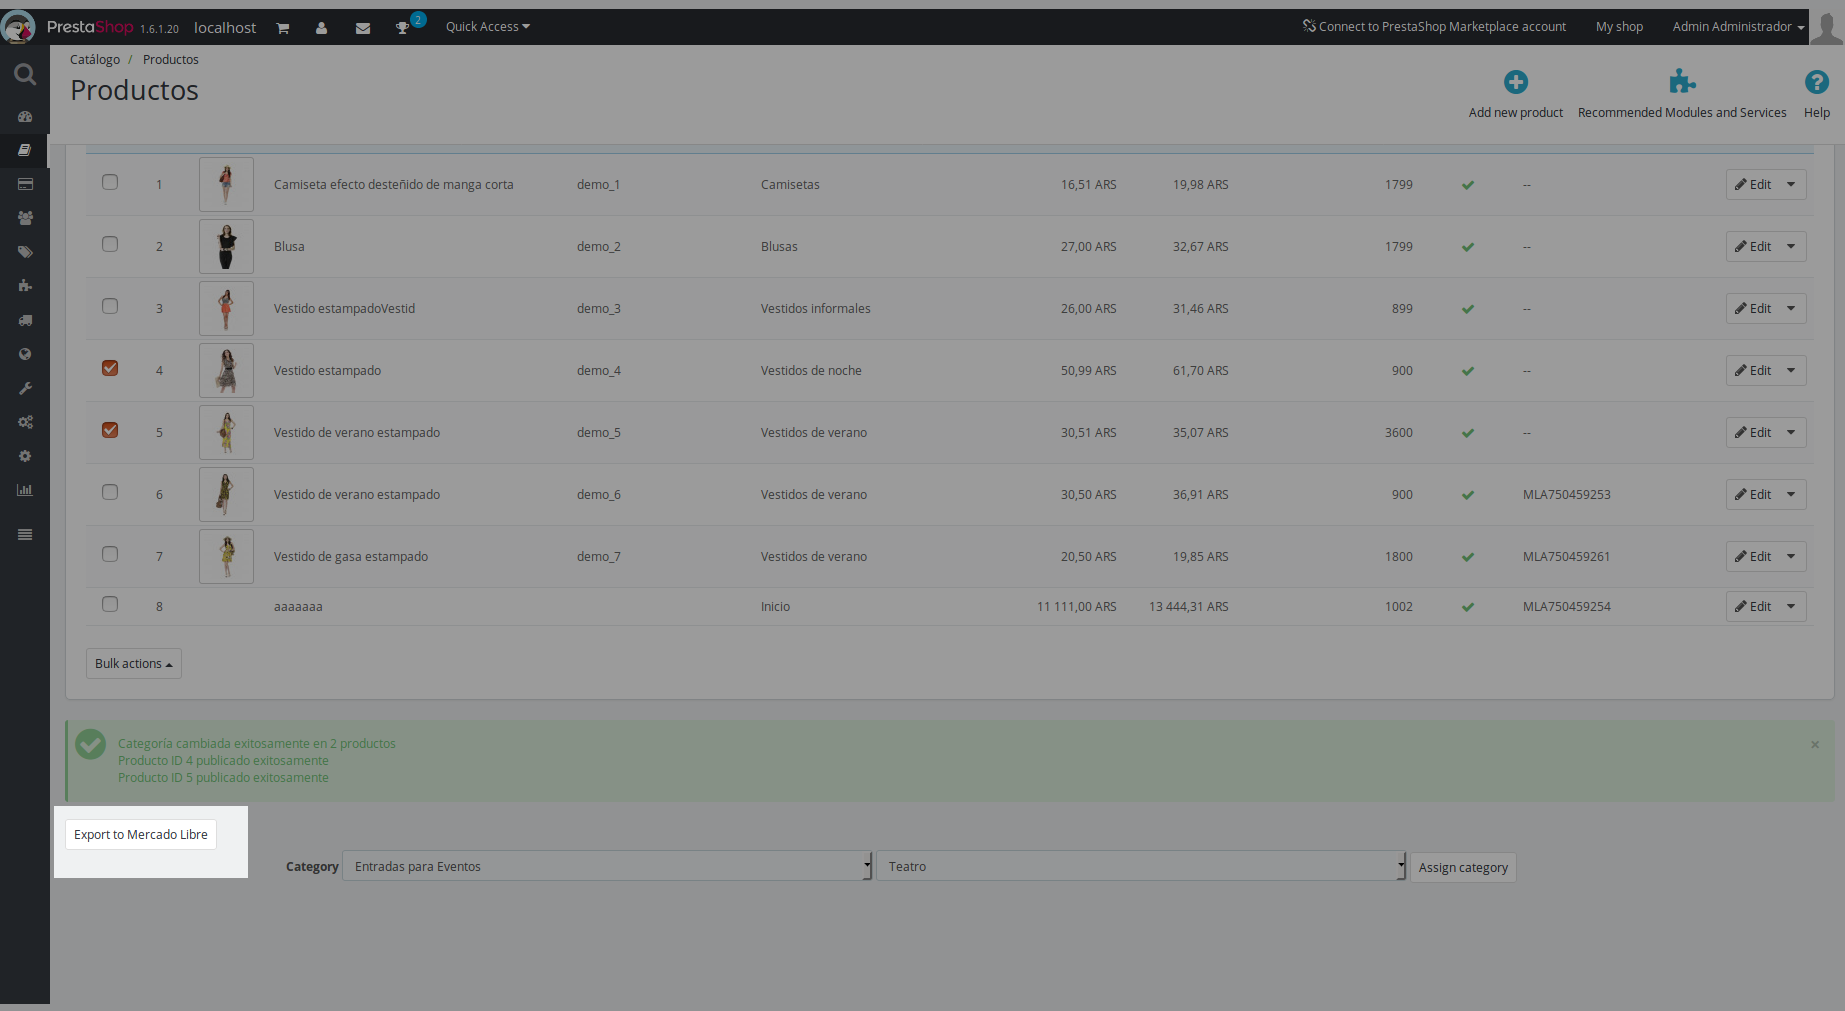 PrestaShop 1.6.1.20 localhost 2 Quick Access Connect to PrestaShop Marketplace account My shop Admin Administrador
Catálogo / Productos
Productos
Add new product Recommended Modules and Services Help
1 Camiseta efecto desteñido de manga corta demo_1 Camisetas 16,51 ARS 19,98 ARS 1799 -- Edit
2 Blusa demo_2 Blusas 27,00 ARS 32,67 ARS 1799 -- Edit
3 Vestido estampadoVestid demo_3 Vestidos informales 26,00 ARS 31,46 ARS 899 -- Edit
4 Vestido estampado demo_4 Vestidos de noche 50,99 ARS 61,70 ARS 900 -- Edit
5 Vestido de verano estampado demo_5 Vestidos de verano 30,51 ARS 35,07 ARS 3600 -- Edit
6 Vestido de verano estampado demo_6 Vestidos de verano 30,50 ARS 36,91 ARS 900 MLA750459253 Edit
7 Vestido de gasa estampado demo_7 Vestidos de verano 20,50 ARS 19,85 ARS 1800 MLA750459261 Edit
8 aaaaaaa Inicio 11 111,00 ARS 13 444,31 ARS 1002 MLA750459254 Edit
Bulk actions
Categoría cambiada exitosamente en 2 productos ×
Producto ID 4 publicado exitosamente
Producto ID 5 publicado exitosamente
Export to Mercado Libre
Category Entradas para Eventos Teatro Assign category